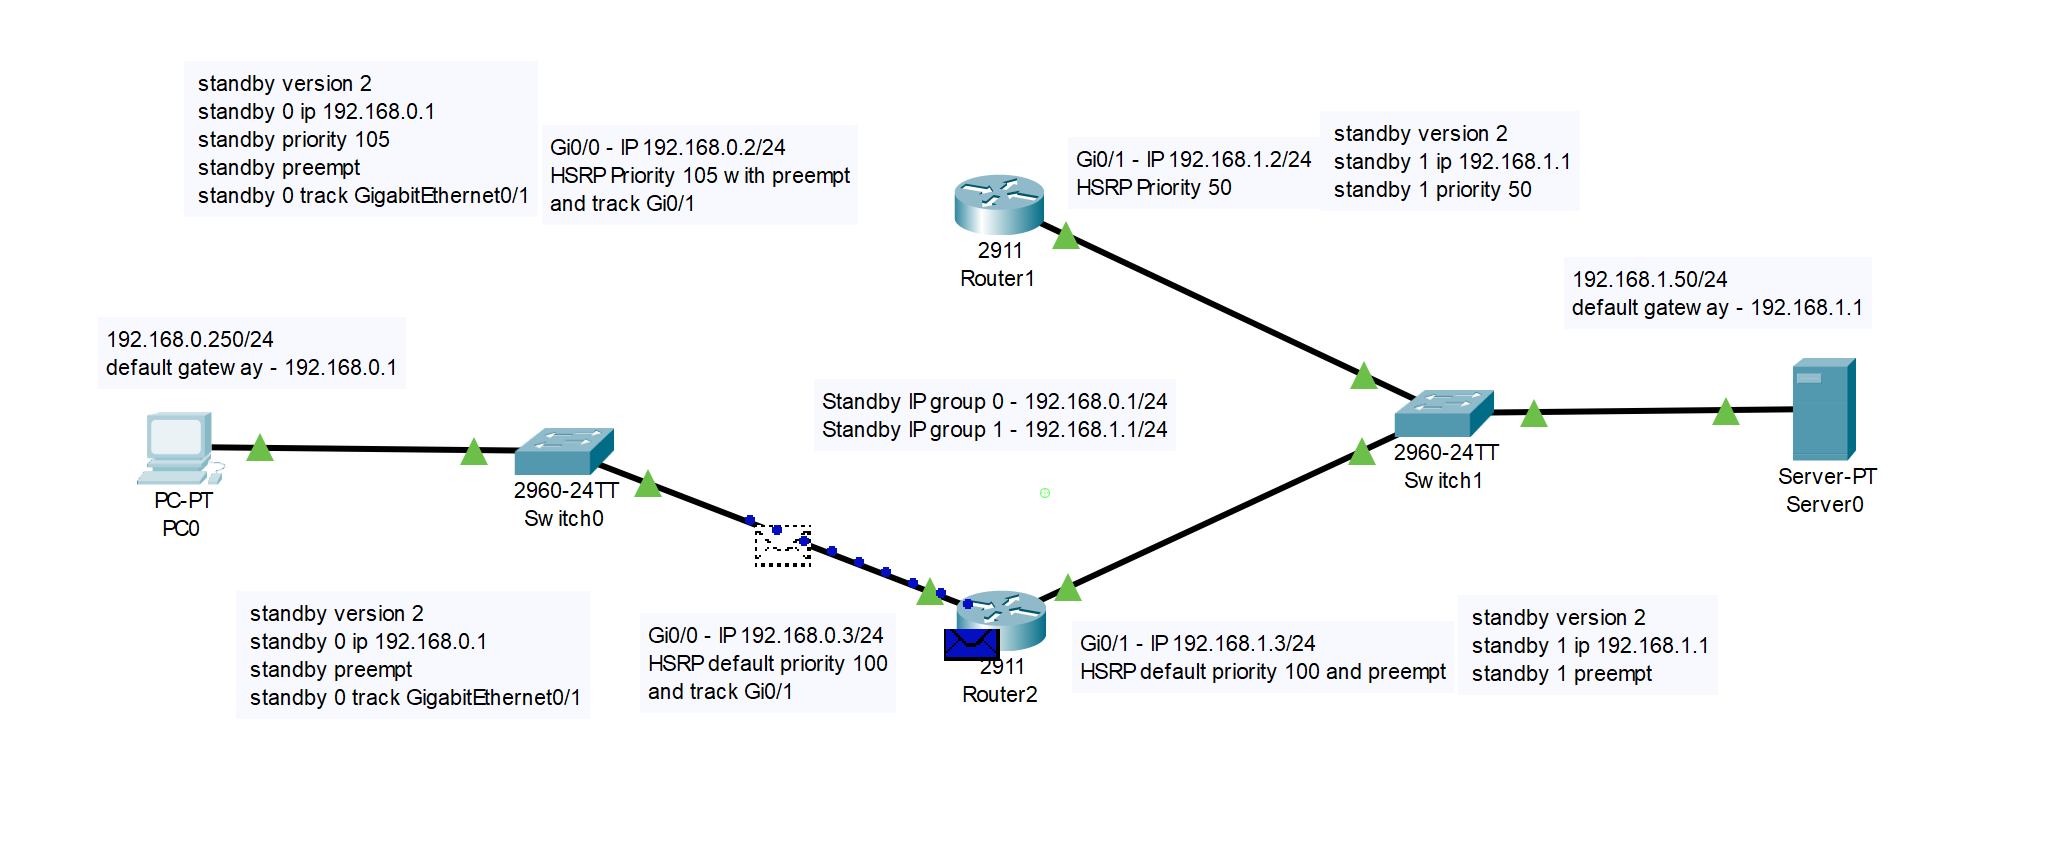 standby version 2
standby 0 ip 192.168.0.1
standby priority 105
standby preempt
standby 0 track GigabitEthernet0/1
Gi0/0 - IP 192.168.0.2/24
HSRP Priority 105 with preempt
and track Gi0/1
Gi0/1 - IP 192.168.1.2/24
HSRP Priority 50
standby version 2
standby 1 ip 192.168.1.1
standby 1 priority 50
2911
Router1
192.168.1.50/24
default gateway - 192.168.1.1
192.168.0.250/24
default gateway - 192.168.0.1
Standby IP group 0 - 192.168.0.1/24
Standby IP group 1 - 192.168.1.1/24
PC-PT
PC0
2960-24TT
Switch0
2960-24TT
Switch1
Server-PT
Server0
standby version 2
standby 0 ip 192.168.0.1
standby preempt
standby 0 track GigabitEthernet0/1
Gi0/0 - IP 192.168.0.3/24
HSRP default priority 100
and track Gi0/1
2911
Router2
Gi0/1 - IP 192.168.1.3/24
HSRP default priority 100 and preempt
standby version 2
standby 1 ip 192.168.1.1
standby 1 preempt